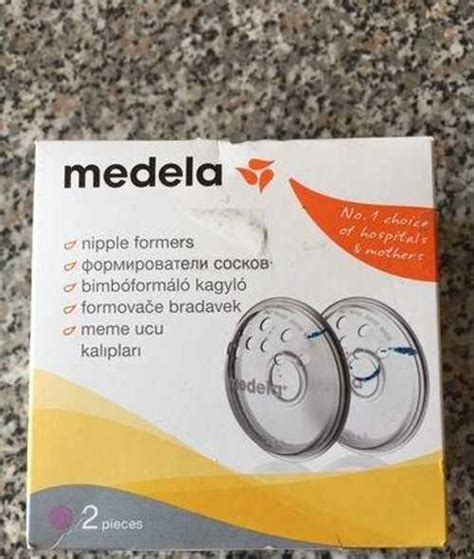 medela
No. 1 choice
of hospitals
& mothers
nipple formers
формирователи сосков
bimbóformáló kagyló
formovače bradavek
meme ucu
kalıpları
medela
2 pieces